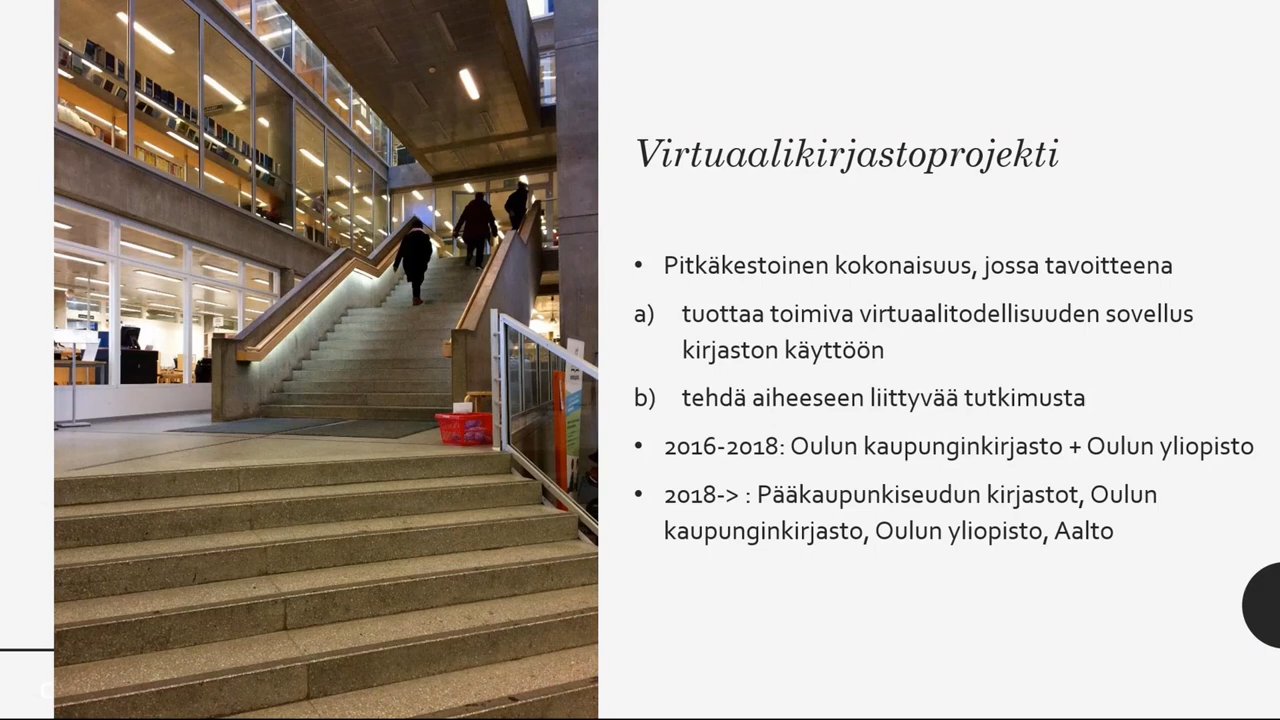 Virtuaalikirjastoprojekti
• Pitkäkestoinen kokonaisuus, jossa tavoitteena
a) tuottaa toimiva virtuaalitodellisuuden sovellus
kirjaston käyttöön
b) tehdä aiheeseen liittyvää tutkimusta
• 2016-2018: Oulun kaupunginkirjasto + Oulun yliopisto
• 2018-> : Pääkaupunkiseudun kirjastot, Oulun
kaupunginkirjasto, Oulun yliopisto, Aalto